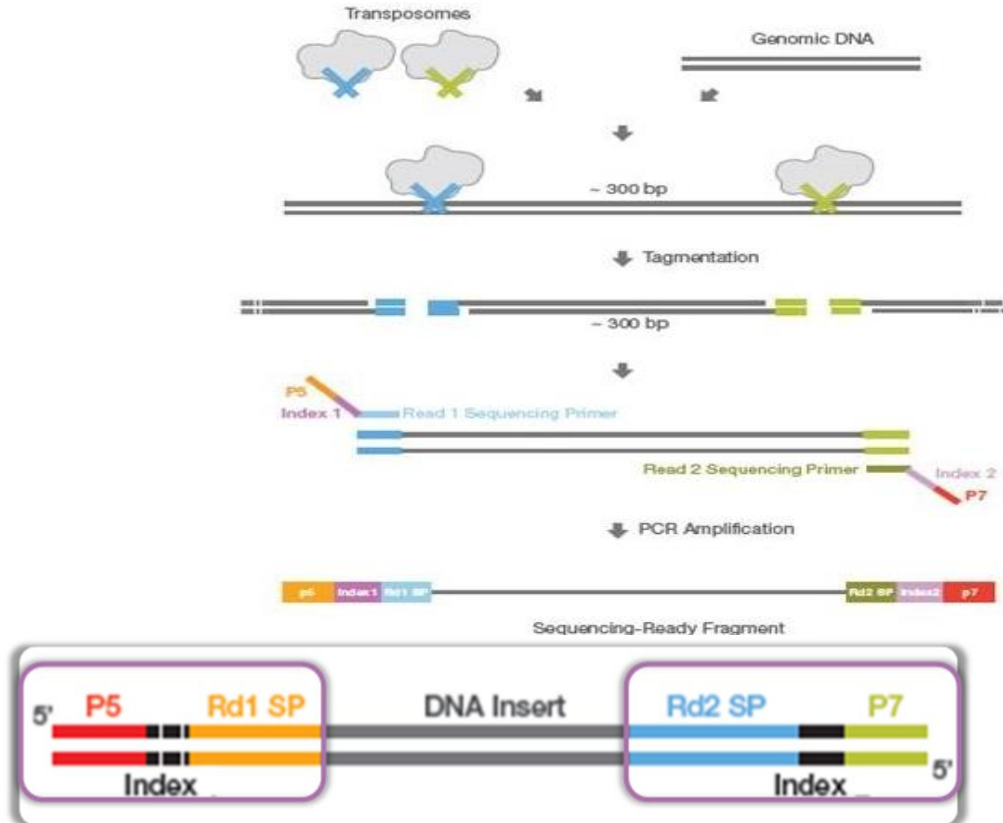 Transposomes
Genomic DNA
~ 300 bp
Tagmentation
~ 300 bp
P5
Index 1
Read 1 Sequencing Primer
Read 2 Sequencing Primer
Index 2
P7
PCR Amplification
p5 Index1 Rd1 SP Rd2 SP Index2 p7
Sequencing-Ready Fragment
5' P5 Rd1 SP DNA Insert Rd2 SP P7
Index Index 5'